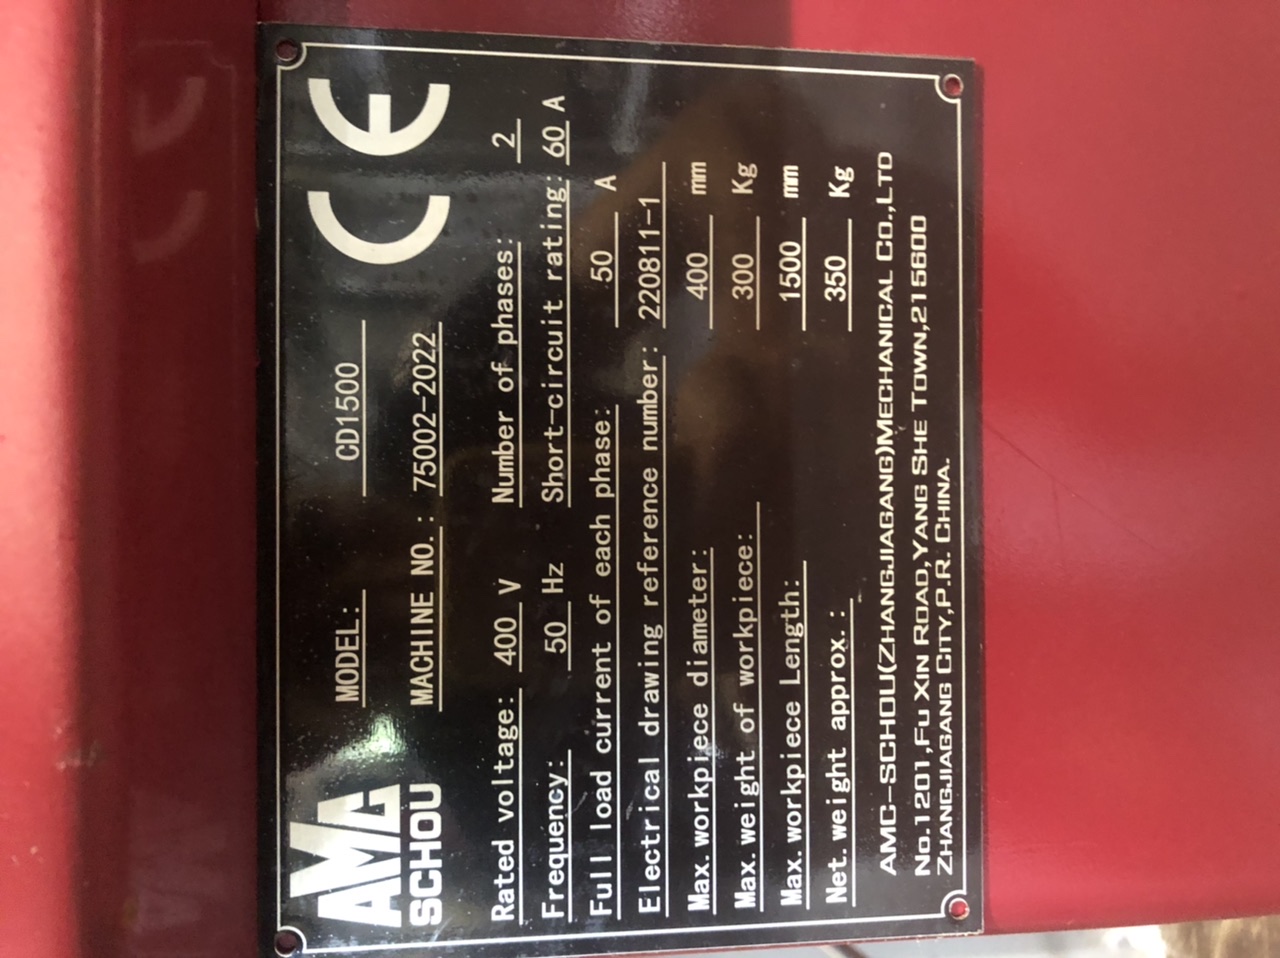 AMC
SCHOU
CE
MODEL: CD1500
MACHINE NO.: 75002-2022
Rated voltage: 400 V Number of phases: 2
Frequency: 50 Hz Short-circuit rating: 60 A
Full load current of each phase: 50 A
Electrical drawing reference number: 220811-1
Max. workpiece diameter: 400 mm
Max. weight of workpiece: 300 Kg
Max. workpiece Length: 1500 mm
Net. weight approx.: 350 Kg
AMC-SCHOU(ZHANGJIAGANG)MECHANICAL CO.,LTD
NO.1201,FU XIN ROAD,YANG SHE TOWN,215600
ZHANGJIAGANG CITY,P.R. CHINA.